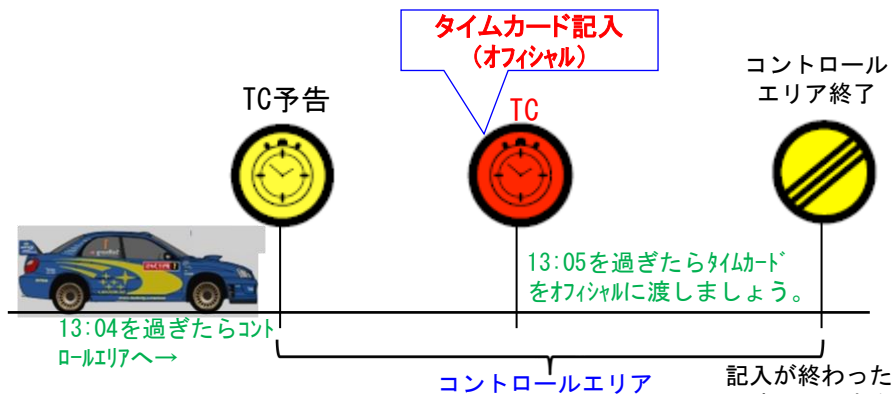 タイムカード記入
(オフィシャル)
TC予告
TC
コントロール
エリア終了
13:05を過ぎたらタイムカード
をオフィシャルに渡しましょう。
13:04を過ぎたらコント
ロールエリアへ→
コントロールエリア
記入が終わった